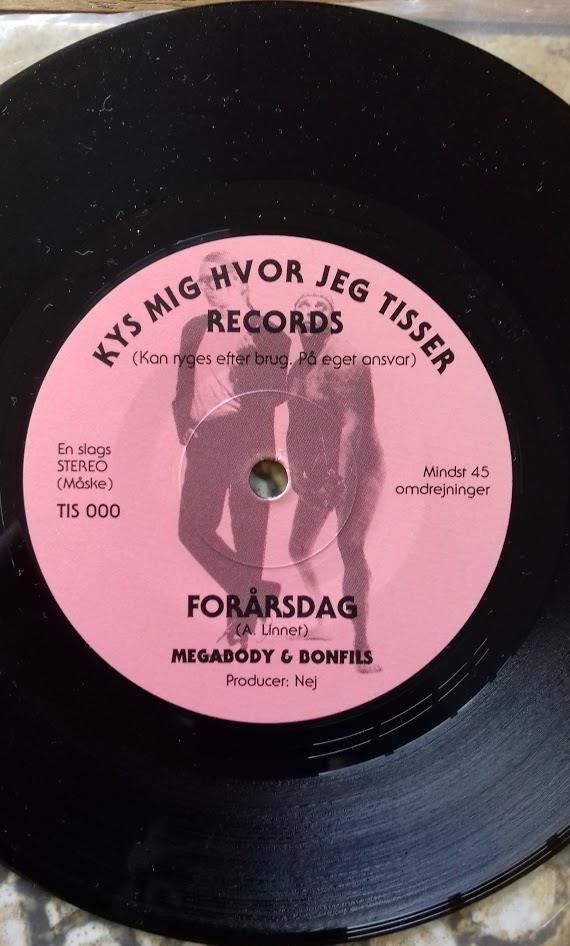 KYS MIG HVOR JEG TISSER
RECORDS
(Kan ryges efter brug. På eget ansvar)
En slags
STEREO
(Måske)
TIS 000
Mindst 45
omdrejninger
FORÅRSDAG
(A. Linnet)
MEGABODY & BONFILS
Producer: Nej